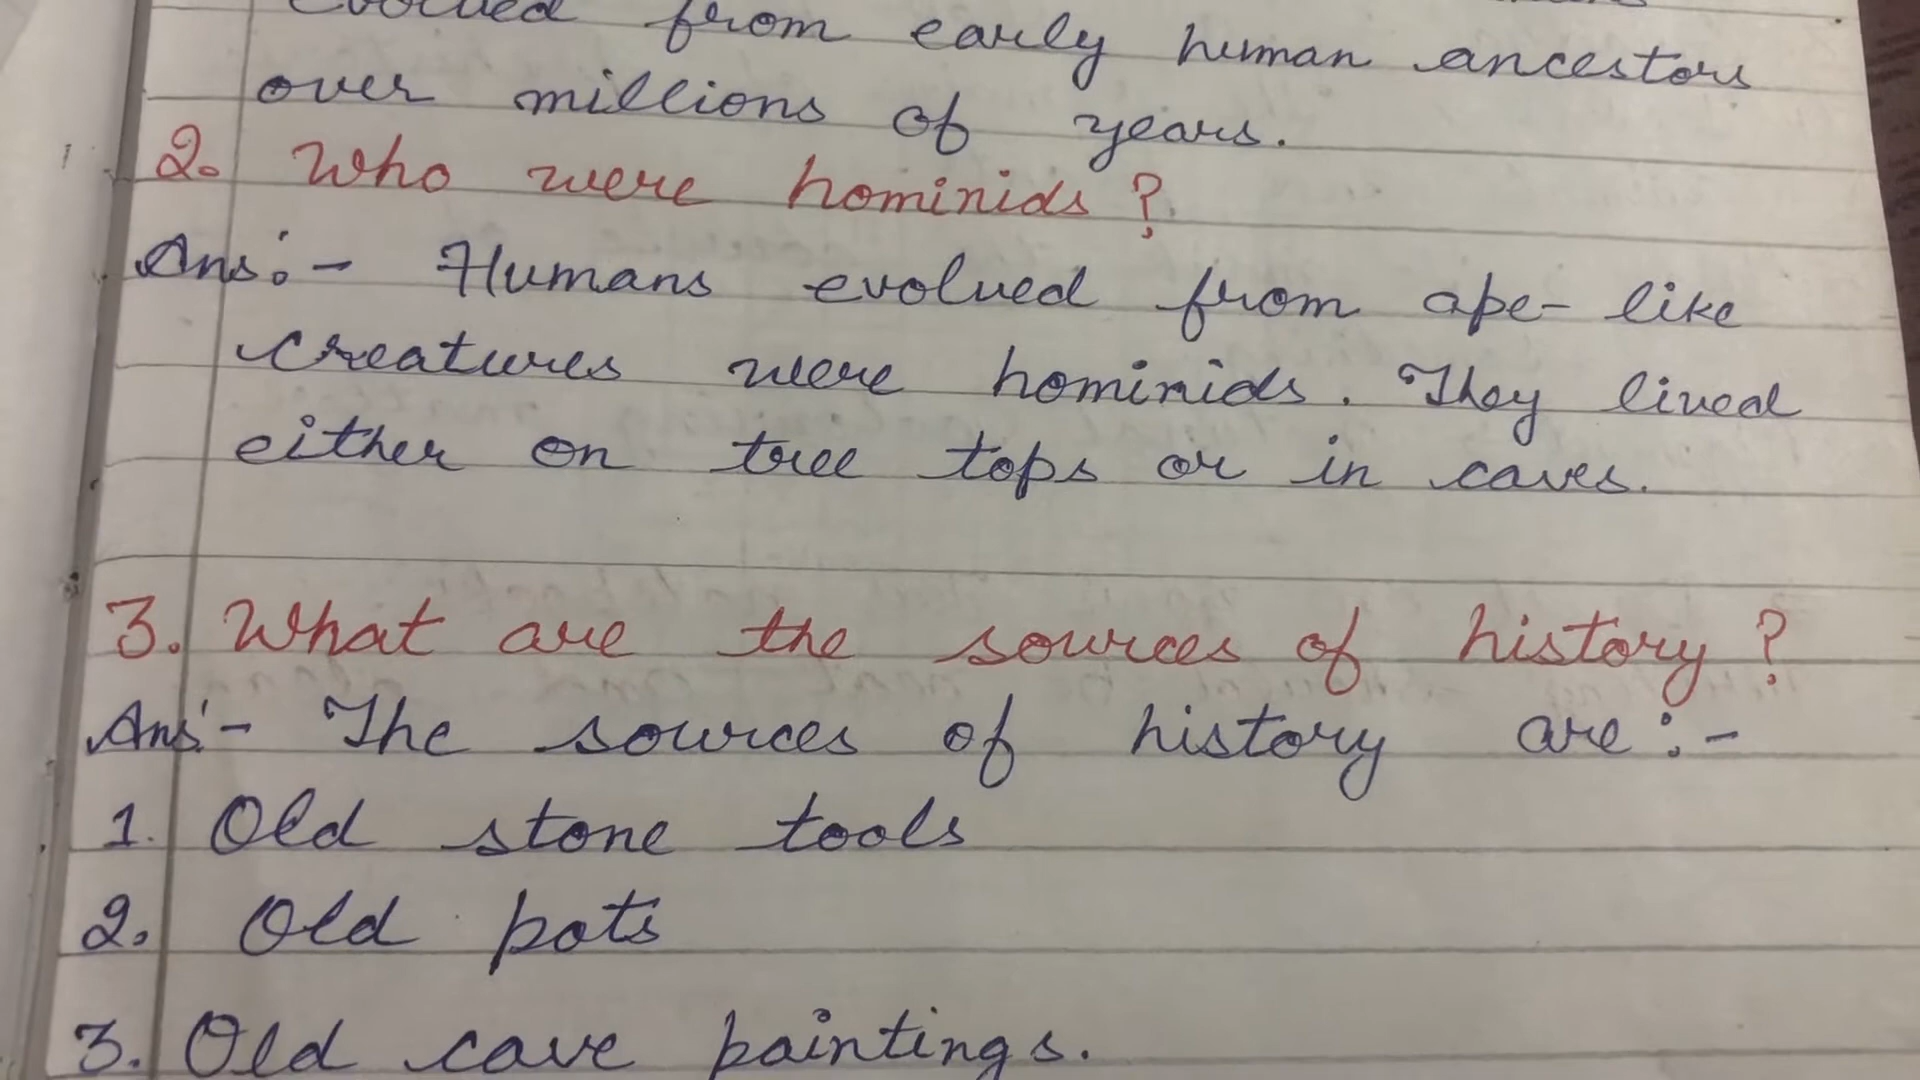 evolved from early human ancestors
over millions of years.
2. Who were hominids ?
Ans:- Humans evolved from ape-like
creatures were hominids. They lived
either on tree tops or in caves.
3. What are the sources of history ?
Ans:- The sources of history are:-
1. Old stone tools
2. Old pots
3. Old cave paintings.